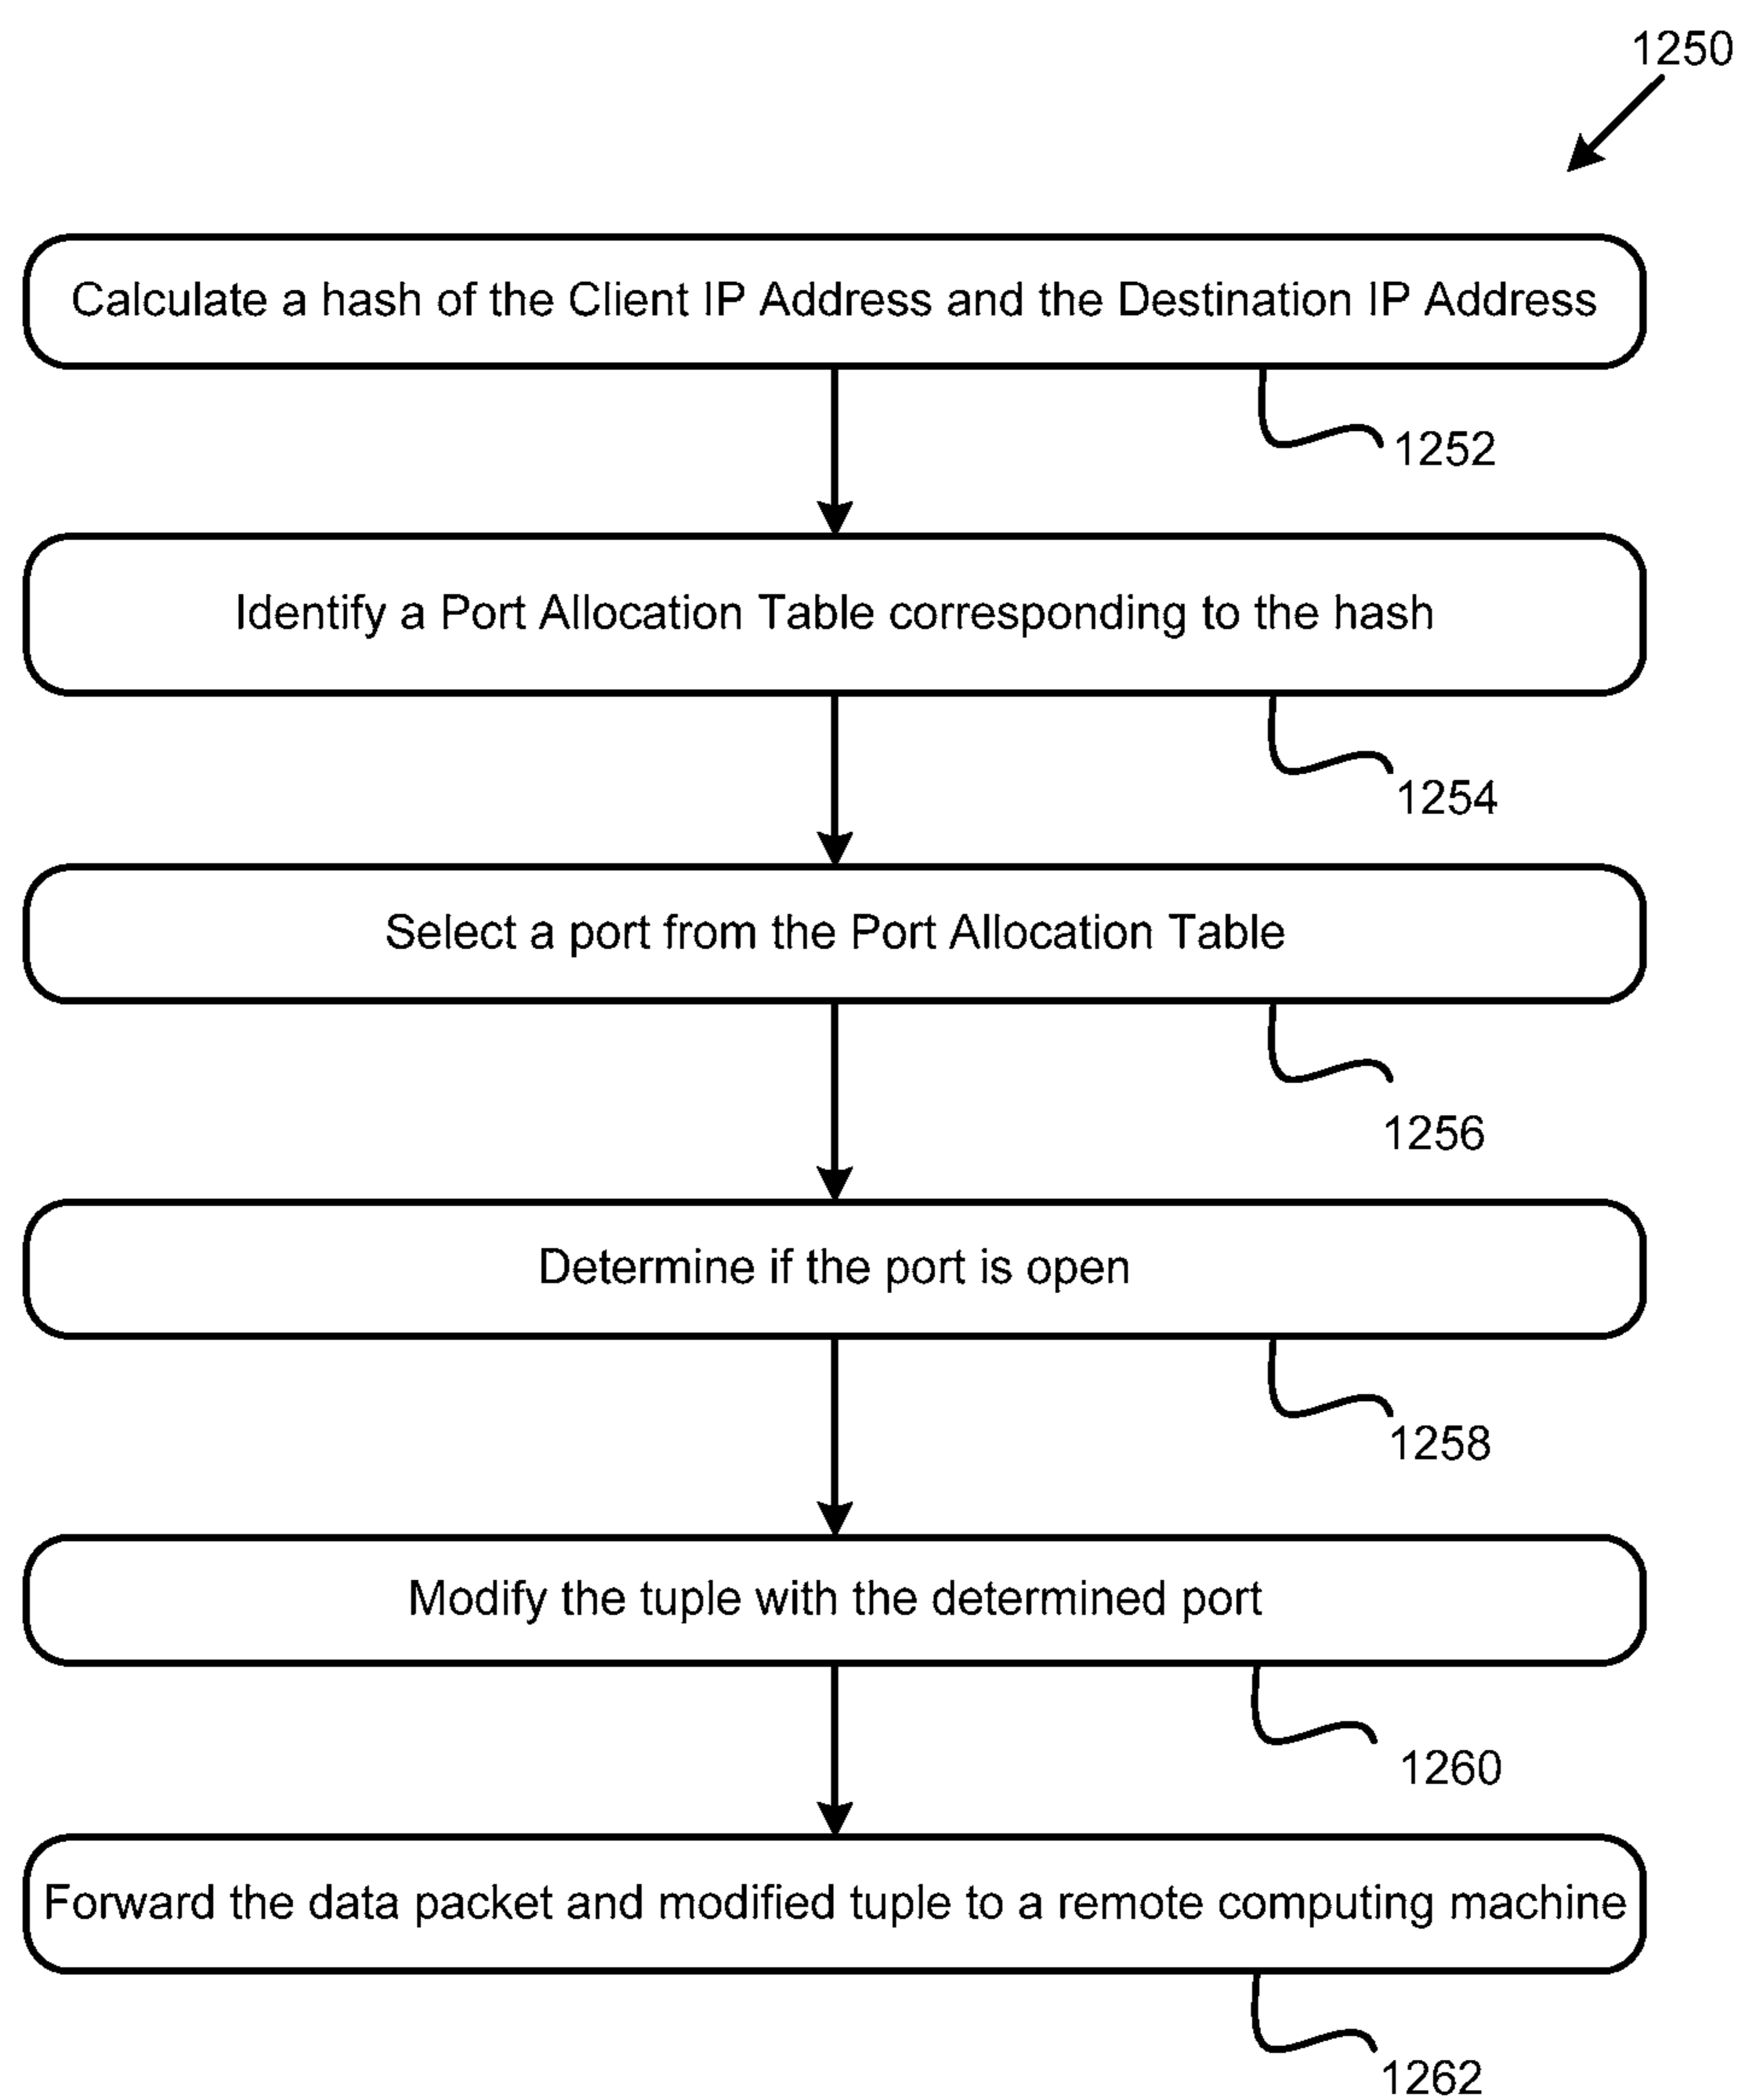 1250
Calculate a hash of the Client IP Address and the Destination IP Address
1252
Identify a Port Allocation Table corresponding to the hash
1254
Select a port from the Port Allocation Table
1256
Determine if the port is open
1258
Modify the tuple with the determined port
1260
Forward the data packet and modified tuple to a remote computing machine
1262